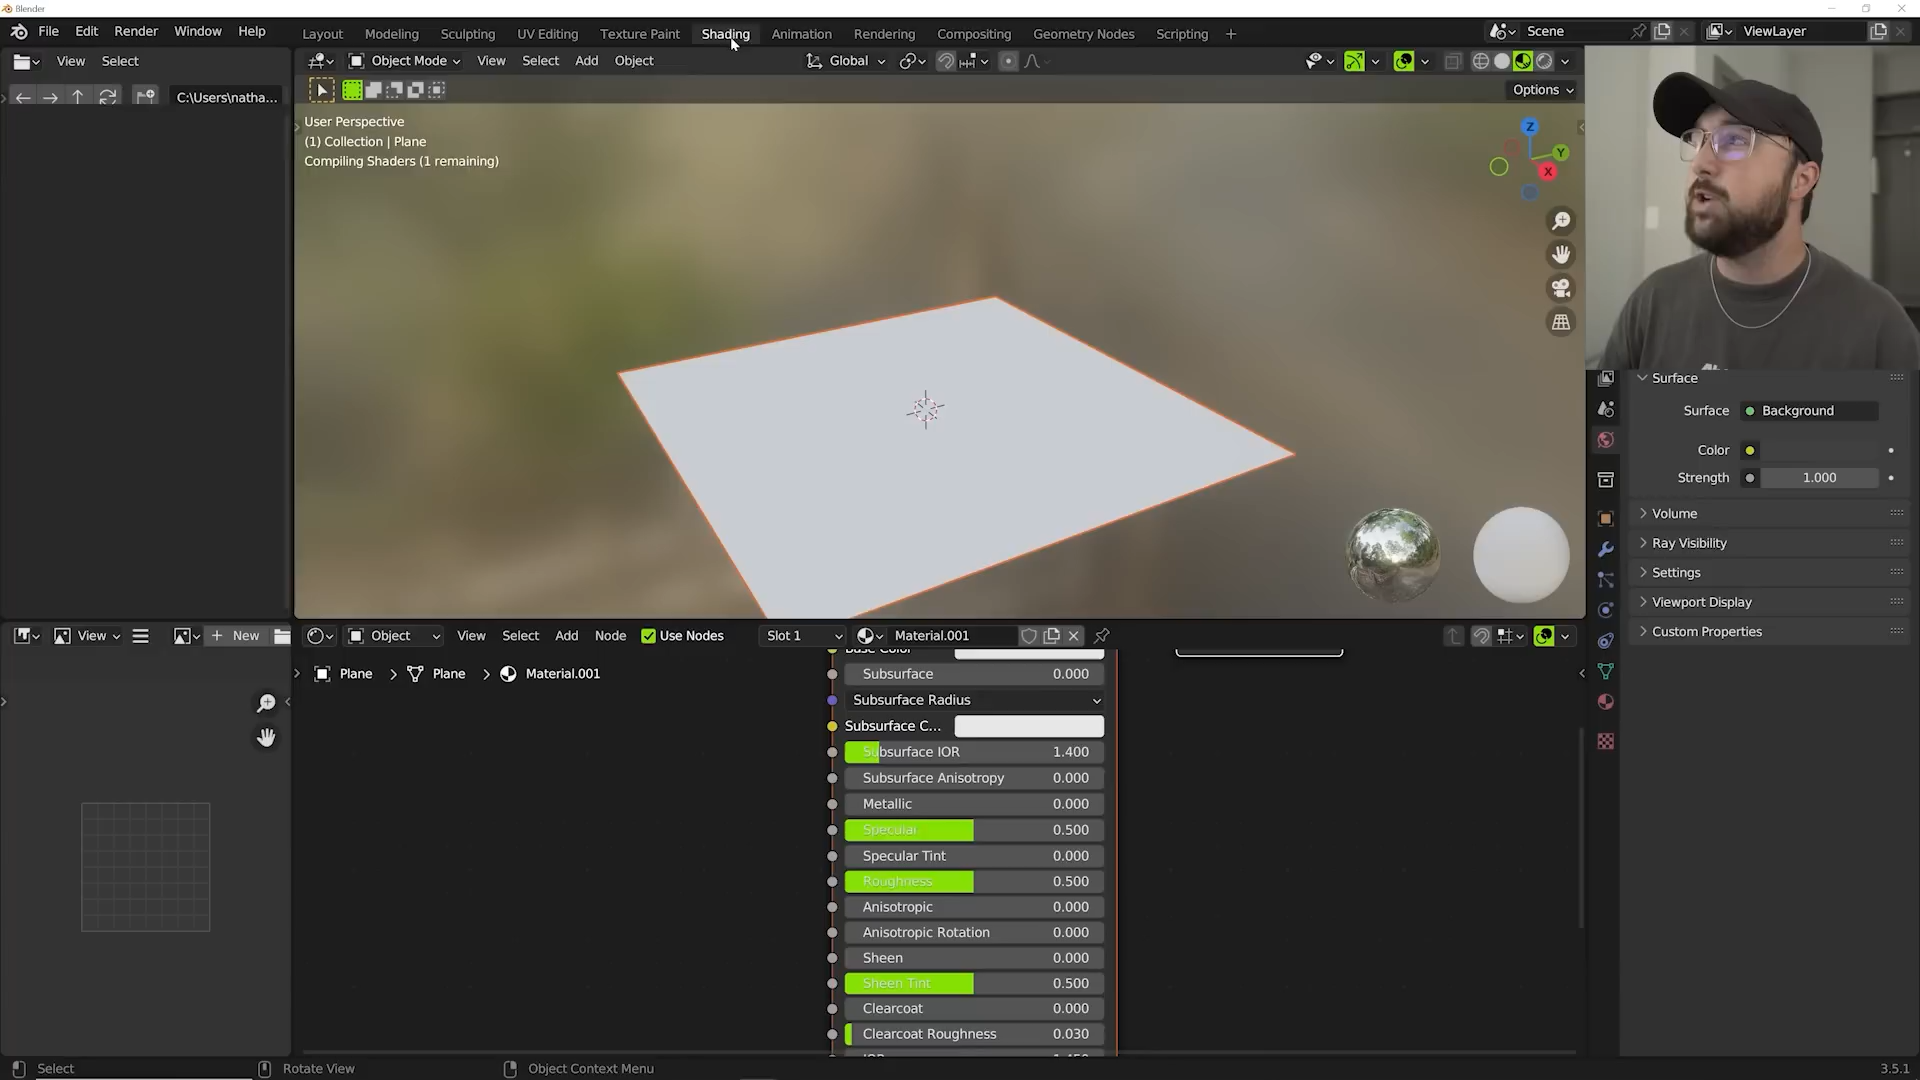 Blender
File Edit Render Window Help Layout Modeling Sculpting UV Editing Texture Paint Shading Animation Rendering Compositing Geometry Nodes Scripting + Scene ViewLayer
View Select Object Mode View Select Add Object Global
C:\Users\natha... Options
User Perspective
(1) Collection | Plane
Compiling Shaders (1 remaining)
Z
Y
X
Surface
Surface Background
Color
Strength 1.000
Volume
Ray Visibility
Settings
Viewport Display
Custom Properties
View + New Object View Select Add Node Use Nodes Slot 1 Material.001
Plane > Plane > Material.001
Base Color
Subsurface 0.000
Subsurface Radius
Subsurface C...
Subsurface IOR 1.400
Subsurface Anisotropy 0.000
Metallic 0.000
Specular 0.500
Specular Tint 0.000
Roughness 0.500
Anisotropic 0.000
Anisotropic Rotation 0.000
Sheen 0.000
Sheen Tint 0.500
Clearcoat 0.000
Clearcoat Roughness 0.030
IOR 1.450
Select Rotate View Object Context Menu 3.5.1